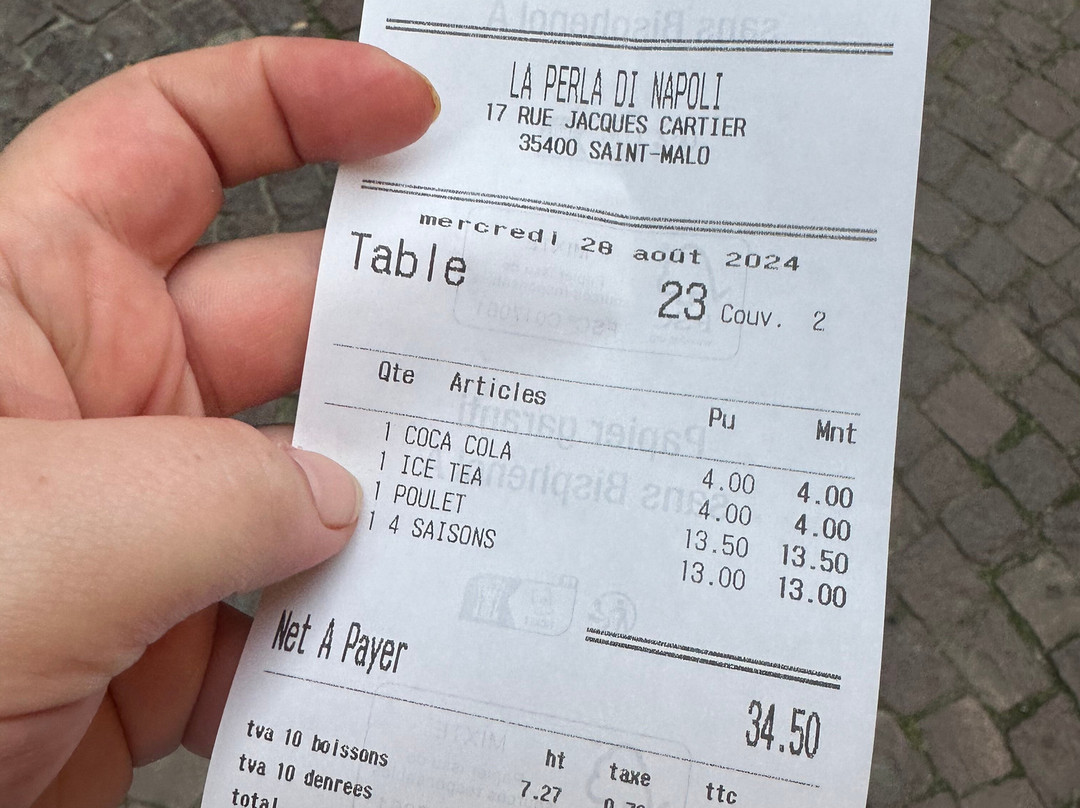 LA PERLA DI NAPOLI
17 RUE JACQUES CARTIER
35400 SAINT-MALO
mercredi 28 août 2024
Table 23 Couv. 2
Qte Articles Pu Mnt
1 COCA COLA 4.00 4.00
1 ICE TEA 4.00 4.00
1 POULET 13.50 13.50
1 4 SAISONS 13.00 13.00
Net A Payer 34.50
ht taxe ttc
tva 10 boissons 7.27
tva 10 denrees
total